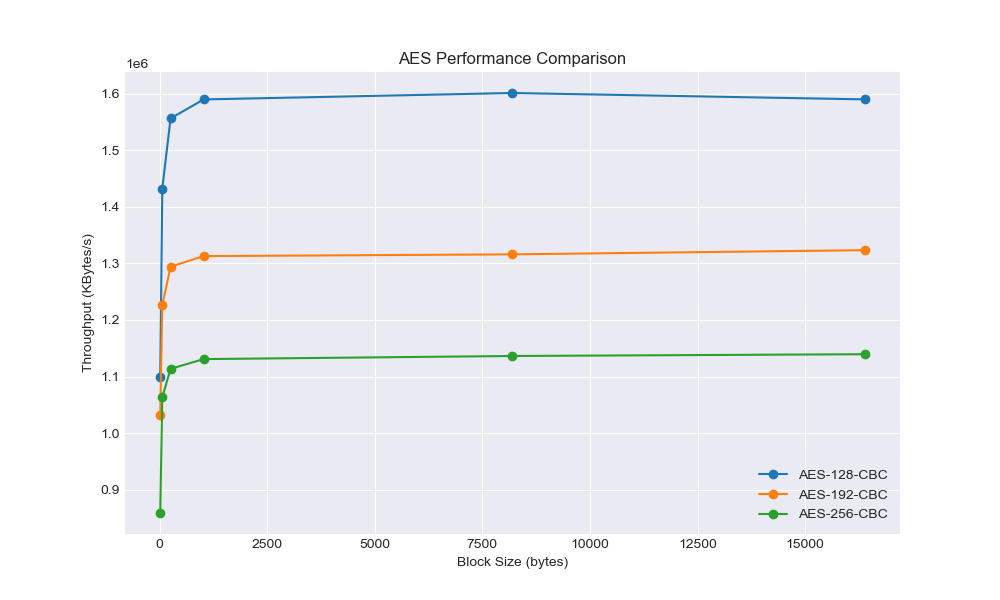 AES Performance Comparison
1e6
1.6
1.5
1.4
1.3
1.2
1.1
1.0
0.9
Throughput (KBytes/s)
AES-128-CBC
AES-192-CBC
AES-256-CBC
0 2500 5000 7500 10000 12500 15000
Block Size (bytes)